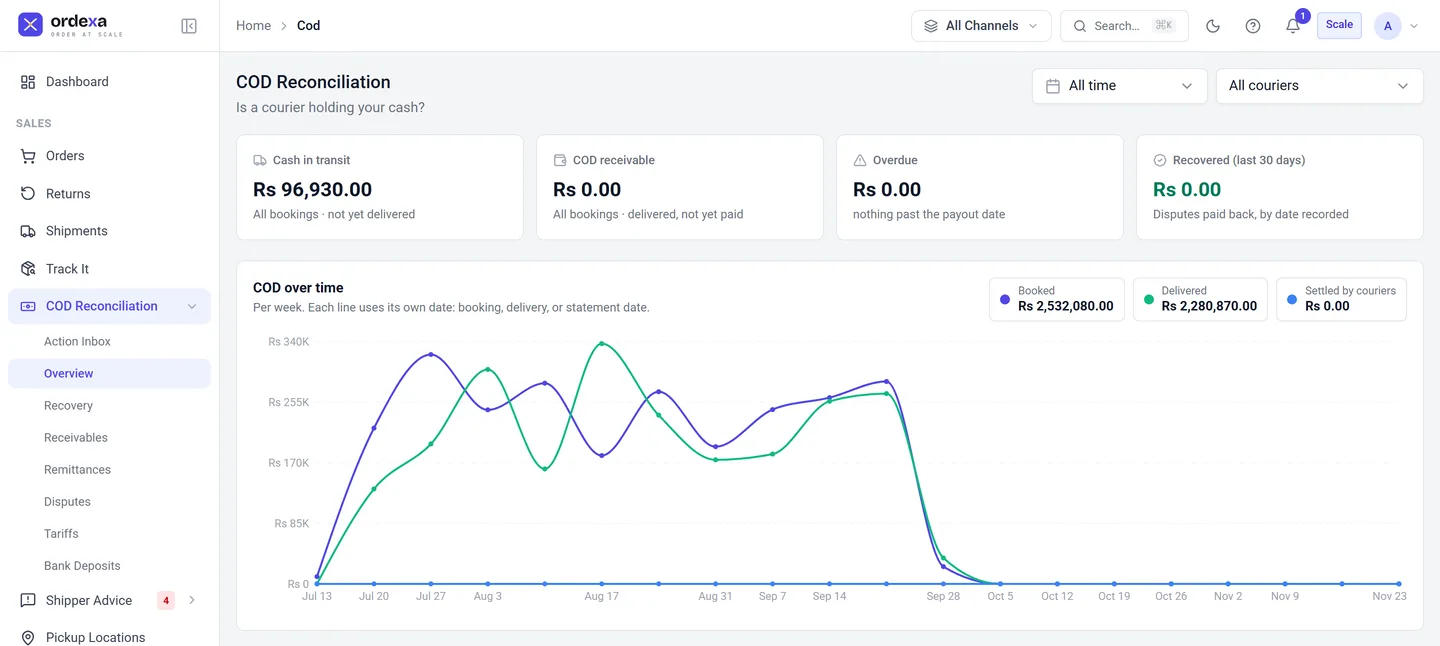 ordexa
ORDER AT SCALE
Home > Cod
All Channels
Search... ⌘K
1
Scale
A
Dashboard
SALES
Orders
Returns
Shipments
Track It
COD Reconciliation
Action Inbox
Overview
Recovery
Receivables
Remittances
Disputes
Tariffs
Bank Deposits
Shipper Advice 4
Pickup Locations
COD Reconciliation
Is a courier holding your cash?
All time
All couriers
Cash in transit
Rs 96,930.00
All bookings · not yet delivered
COD receivable
Rs 0.00
All bookings · delivered, not yet paid
Overdue
Rs 0.00
nothing past the payout date
Recovered (last 30 days)
Rs 0.00
Disputes paid back, by date recorded
COD over time
Per week. Each line uses its own date: booking, delivery, or statement date.
Booked
Rs 2,532,080.00
Delivered
Rs 2,280,870.00
Settled by couriers
Rs 0.00
Rs 340K
Rs 255K
Rs 170K
Rs 85K
Rs 0
Jul 13 Jul 20 Jul 27 Aug 3 Aug 17 Aug 31 Sep 7 Sep 14 Sep 28 Oct 5 Oct 12 Oct 19 Oct 26 Nov 2 Nov 9 Nov 23